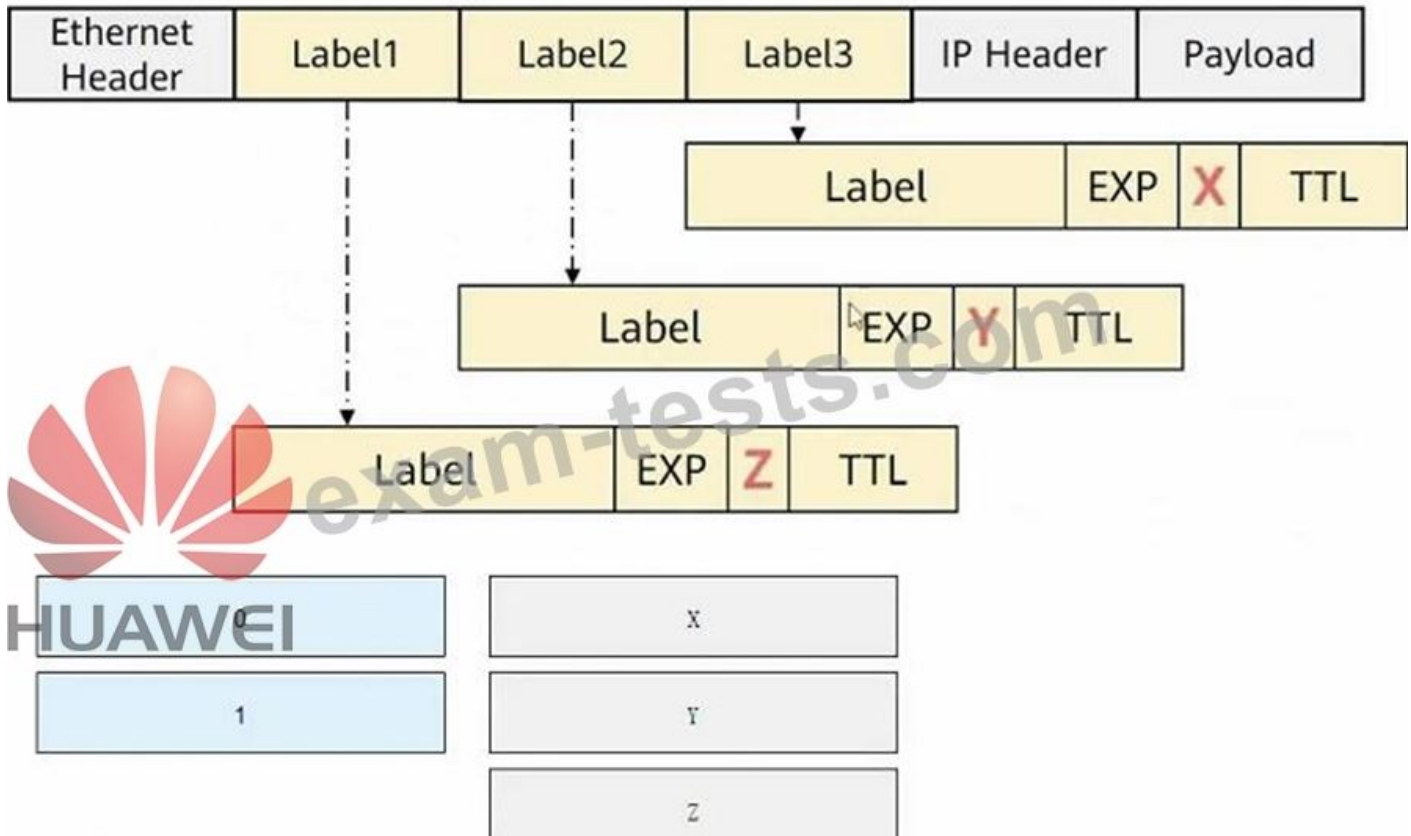 Ethernet
Header
Label1
Label2
Label3
IP Header
Payload
Label
EXP
X
TTL
Label
EXP
Y
TTL
Label
EXP
Z
TTL
exam-tests.com
HUAWEI
0
X
1
Y
Z